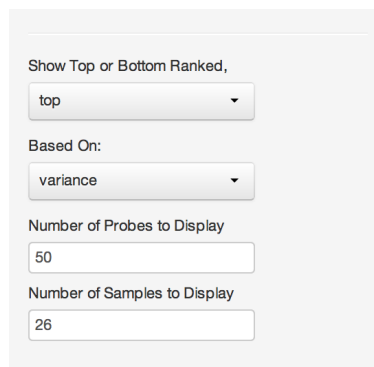 Show Top or Bottom Ranked,
top
Based On:
variance
Number of Probes to Display
50
Number of Samples to Display
26